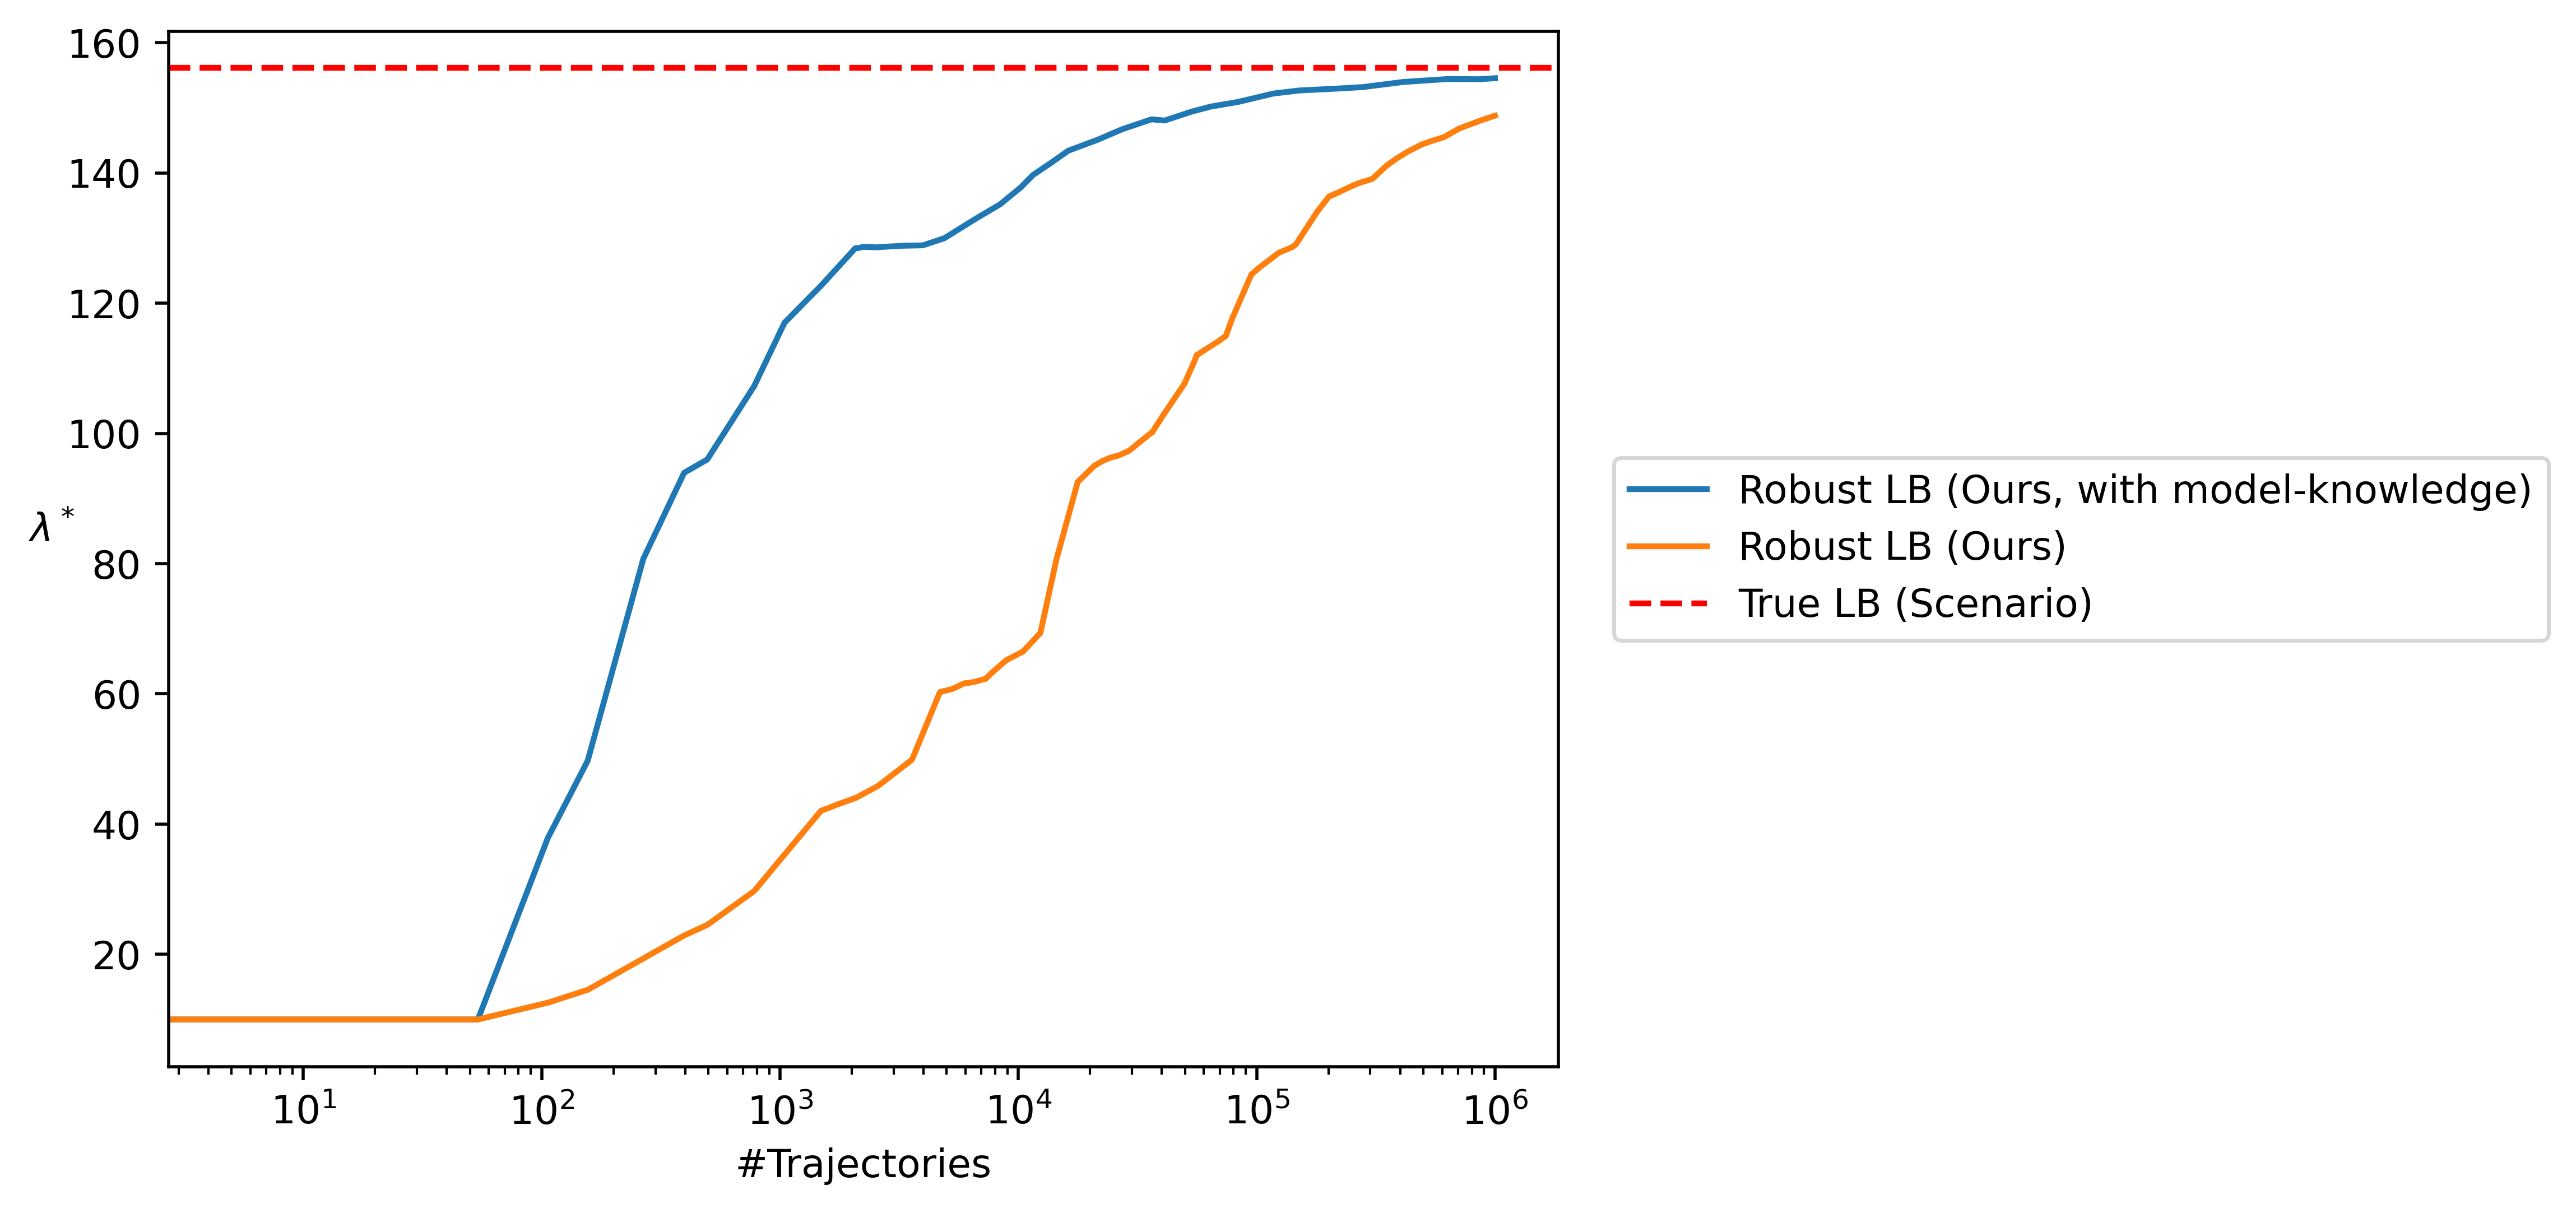 160
140
120
100
80
60
40
20
λ*
10¹ 10² 10³ 10⁴ 10⁵ 10⁶
#Trajectories
Robust LB (Ours, with model-knowledge)
Robust LB (Ours)
True LB (Scenario)